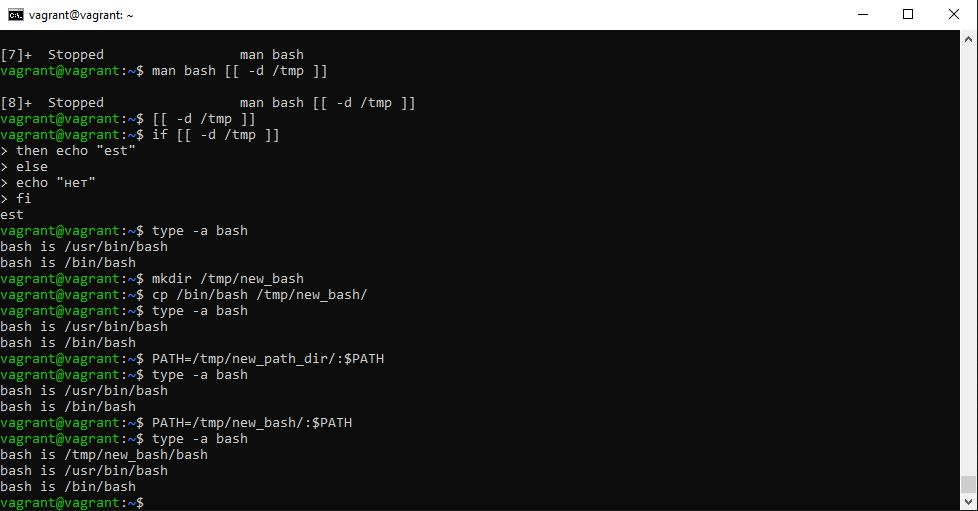 vagrant@vagrant: ~
[7]+  Stopped                 man bash
vagrant@vagrant:~$ man bash [[ -d /tmp ]]
[8]+  Stopped                 man bash [[ -d /tmp ]]
vagrant@vagrant:~$ [[ -d /tmp ]]
vagrant@vagrant:~$ if [[ -d /tmp ]]
> then echo "est"
> else
> echo "нет"
> fi
est
vagrant@vagrant:~$ type -a bash
bash is /usr/bin/bash
bash is /bin/bash
vagrant@vagrant:~$ mkdir /tmp/new_bash
vagrant@vagrant:~$ cp /bin/bash /tmp/new_bash/
vagrant@vagrant:~$ type -a bash
bash is /usr/bin/bash
bash is /bin/bash
vagrant@vagrant:~$ PATH=/tmp/new_path_dir/:$PATH
vagrant@vagrant:~$ type -a bash
bash is /usr/bin/bash
bash is /bin/bash
vagrant@vagrant:~$ PATH=/tmp/new_bash/:$PATH
vagrant@vagrant:~$ type -a bash
bash is /tmp/new_bash/bash
bash is /usr/bin/bash
bash is /bin/bash
vagrant@vagrant:~$